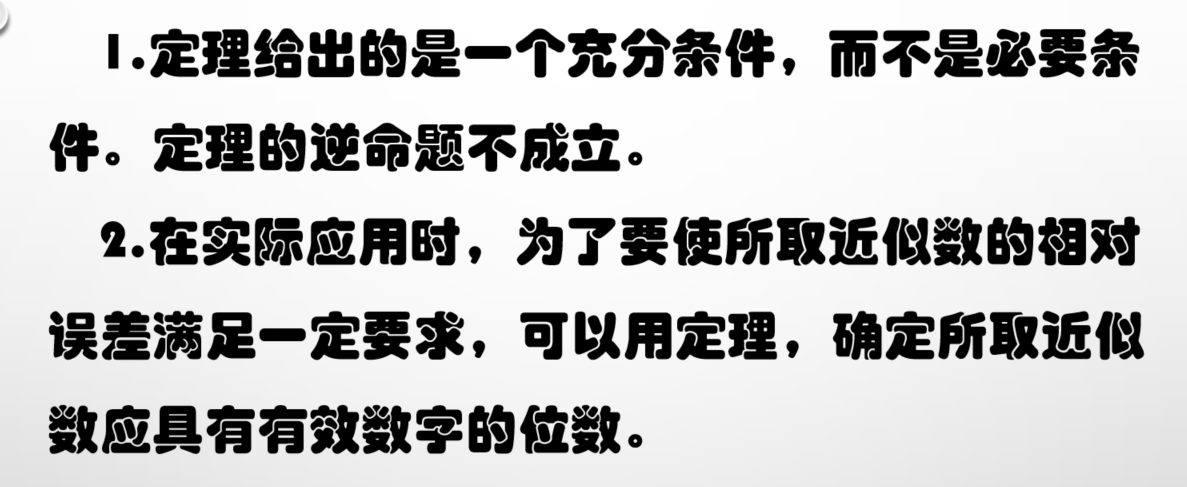 1.定理给出的是一个充分条件，而不是必要条
件。定理的逆命题不成立。
2.在实际应用时，为了要使所取近似数的相对
误差满足一定要求，可以用定理，确定所取近似
数应具有有效数字的位数。